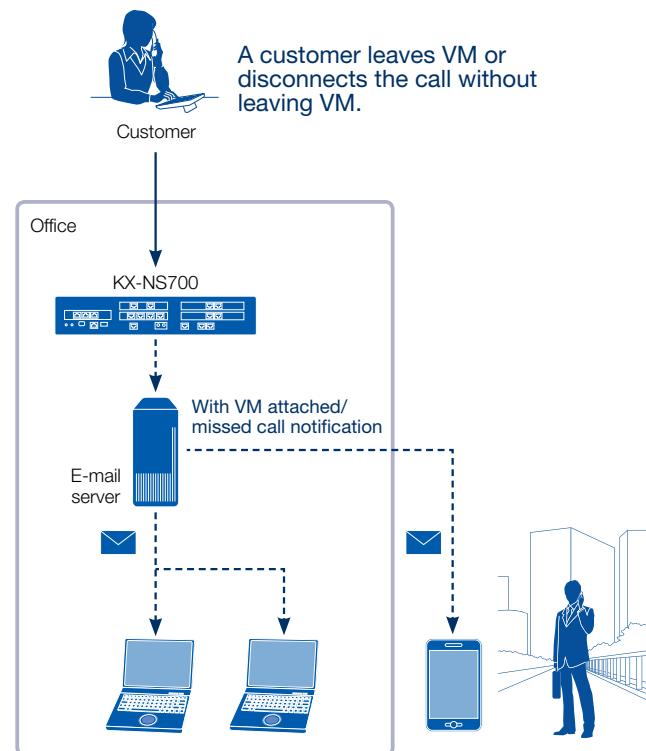 A customer leaves VM or
disconnects the call without
leaving VM.
Customer
Office
KX-NS700
With VM attached/
missed call notification
E-mail
server